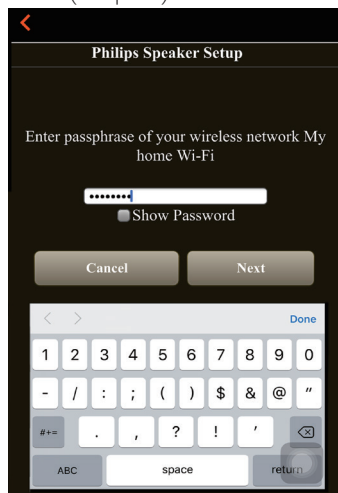 Philips Speaker Setup
Enter passphrase of your wireless network My
home Wi-Fi
••••••••
Show Password
Cancel Next
Done
1 2 3 4 5 6 7 8 9 0
- / : ; ( ) $ & @ "
#+= . , ? ! '
ABC space return